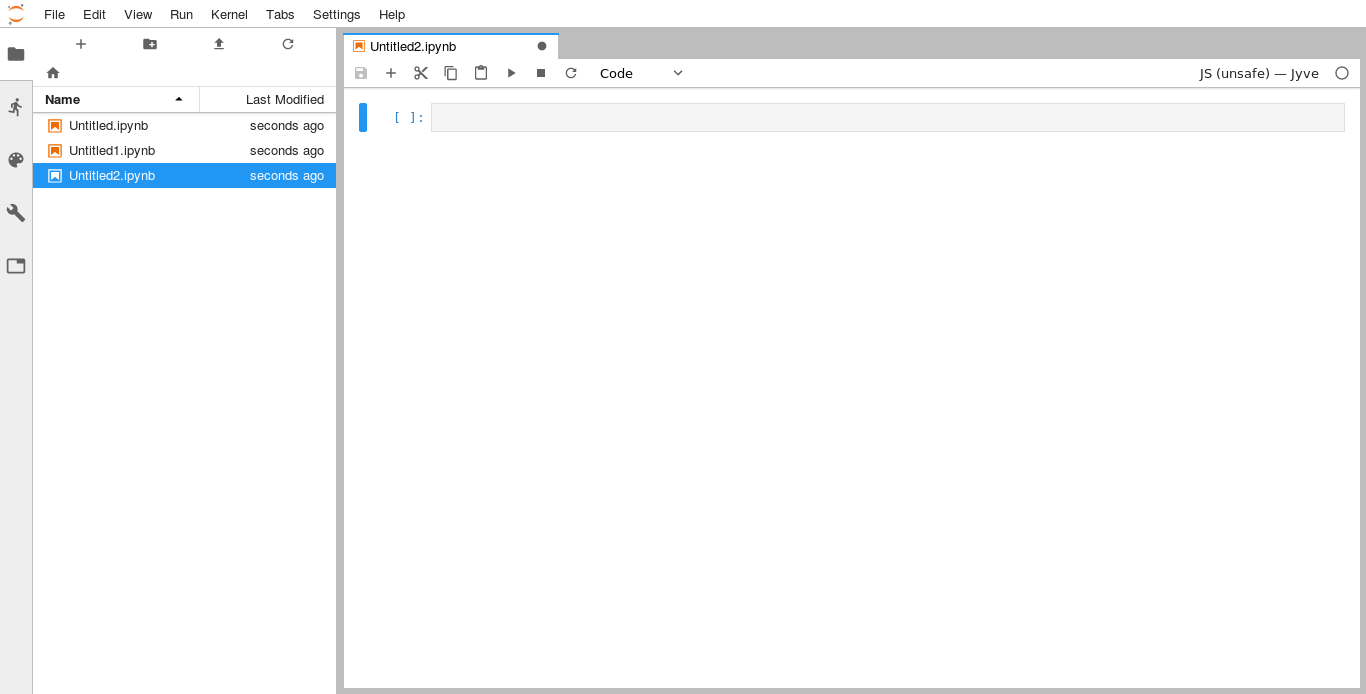 File Edit View Run Kernel Tabs Settings Help
Untitled2.ipynb
Code
JS (unsafe) — Jyve
Name Last Modified
Untitled.ipynb seconds ago
Untitled1.ipynb seconds ago
Untitled2.ipynb seconds ago
[ ]: